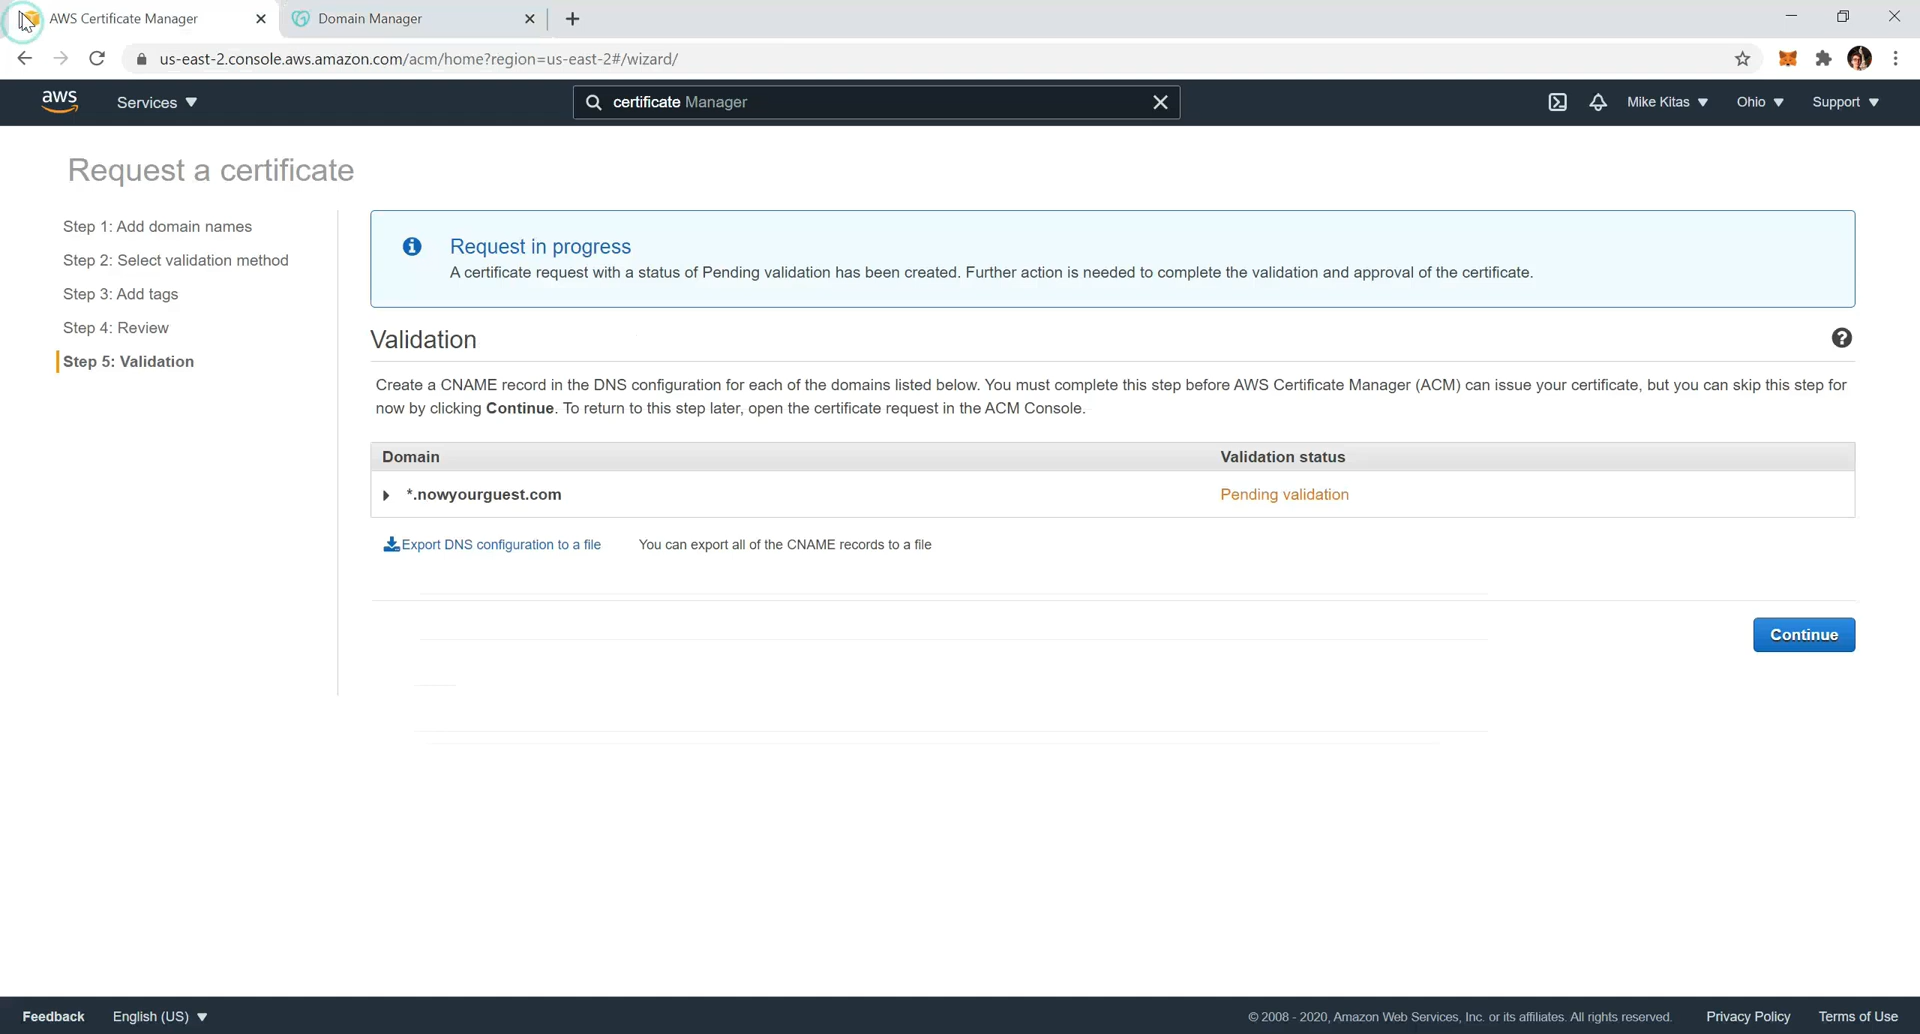 AWS Certificate Manager
Domain Manager
us-east-2.console.aws.amazon.com/acm/home?region=us-east-2#/wizard/
aws
Services
certificate Manager
Mike Kitas
Ohio
Support
Request a certificate
Step 1: Add domain names
Step 2: Select validation method
Step 3: Add tags
Step 4: Review
Step 5: Validation
Request in progress
A certificate request with a status of Pending validation has been created. Further action is needed to complete the validation and approval of the certificate.
Validation
Create a CNAME record in the DNS configuration for each of the domains listed below. You must complete this step before AWS Certificate Manager (ACM) can issue your certificate, but you can skip this step for
now by clicking Continue. To return to this step later, open the certificate request in the ACM Console.
Domain Validation status
*.nowyourguest.com Pending validation
Export DNS configuration to a file You can export all of the CNAME records to a file
Continue
Feedback English (US) © 2008 - 2020, Amazon Web Services, Inc. or its affiliates. All rights reserved. Privacy Policy Terms of Use